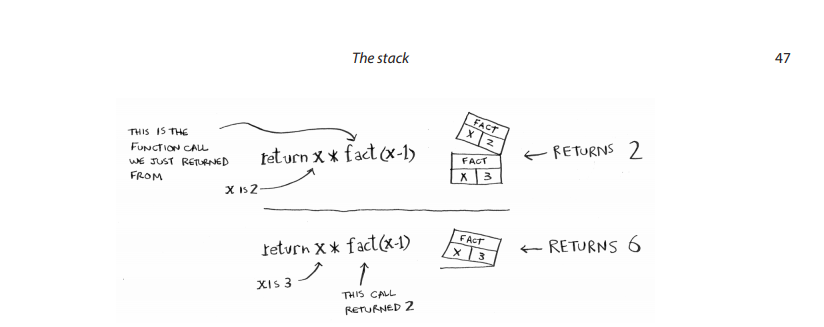 The stack 47
THIS IS THE
FUNCTION CALL
WE JUST RETURNED
FROM
return x * fact(x-1)
X IS 2
FACT
X 2
FACT
X 3
← RETURNS 2
return x * fact(x-1)
X IS 3
THIS CALL
RETURNED 2
FACT
X 3
← RETURNS 6